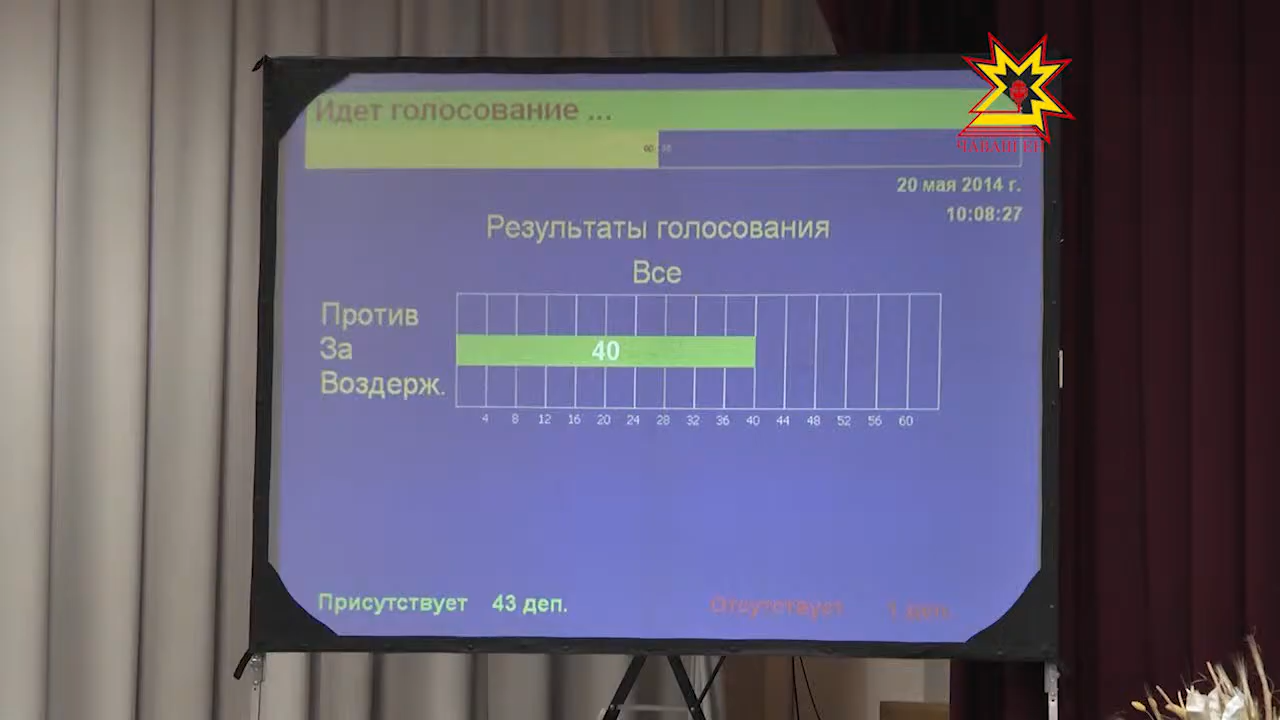 Идет голосование ...
20 мая 2014 г.
10:08:27
Результаты голосования
Все
Против
За
40
Воздерж.
4 8 12 16 20 24 28 32 36 40 44 48 52 56 60
Присутствует 43 деп.
Отсутствует 1 деп.